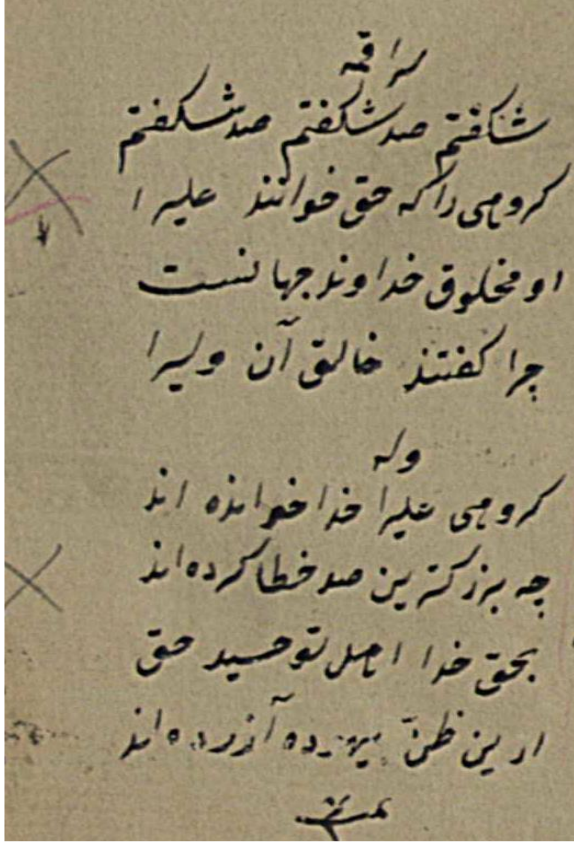 لراقمه
شگفتم صد شگفتم صد شگفتم
گروهی را که حق خوانند علیرا
او مخلوق خداوند جهانست
چرا گفتند خالق آن ولیرا
وله
گروهی علیرا خدا خوانده اند
چه برزکترین صد خطا کرده اند
بحق خدا اهل توحید حق
ازین ظنّ بیهوده آزرده اند